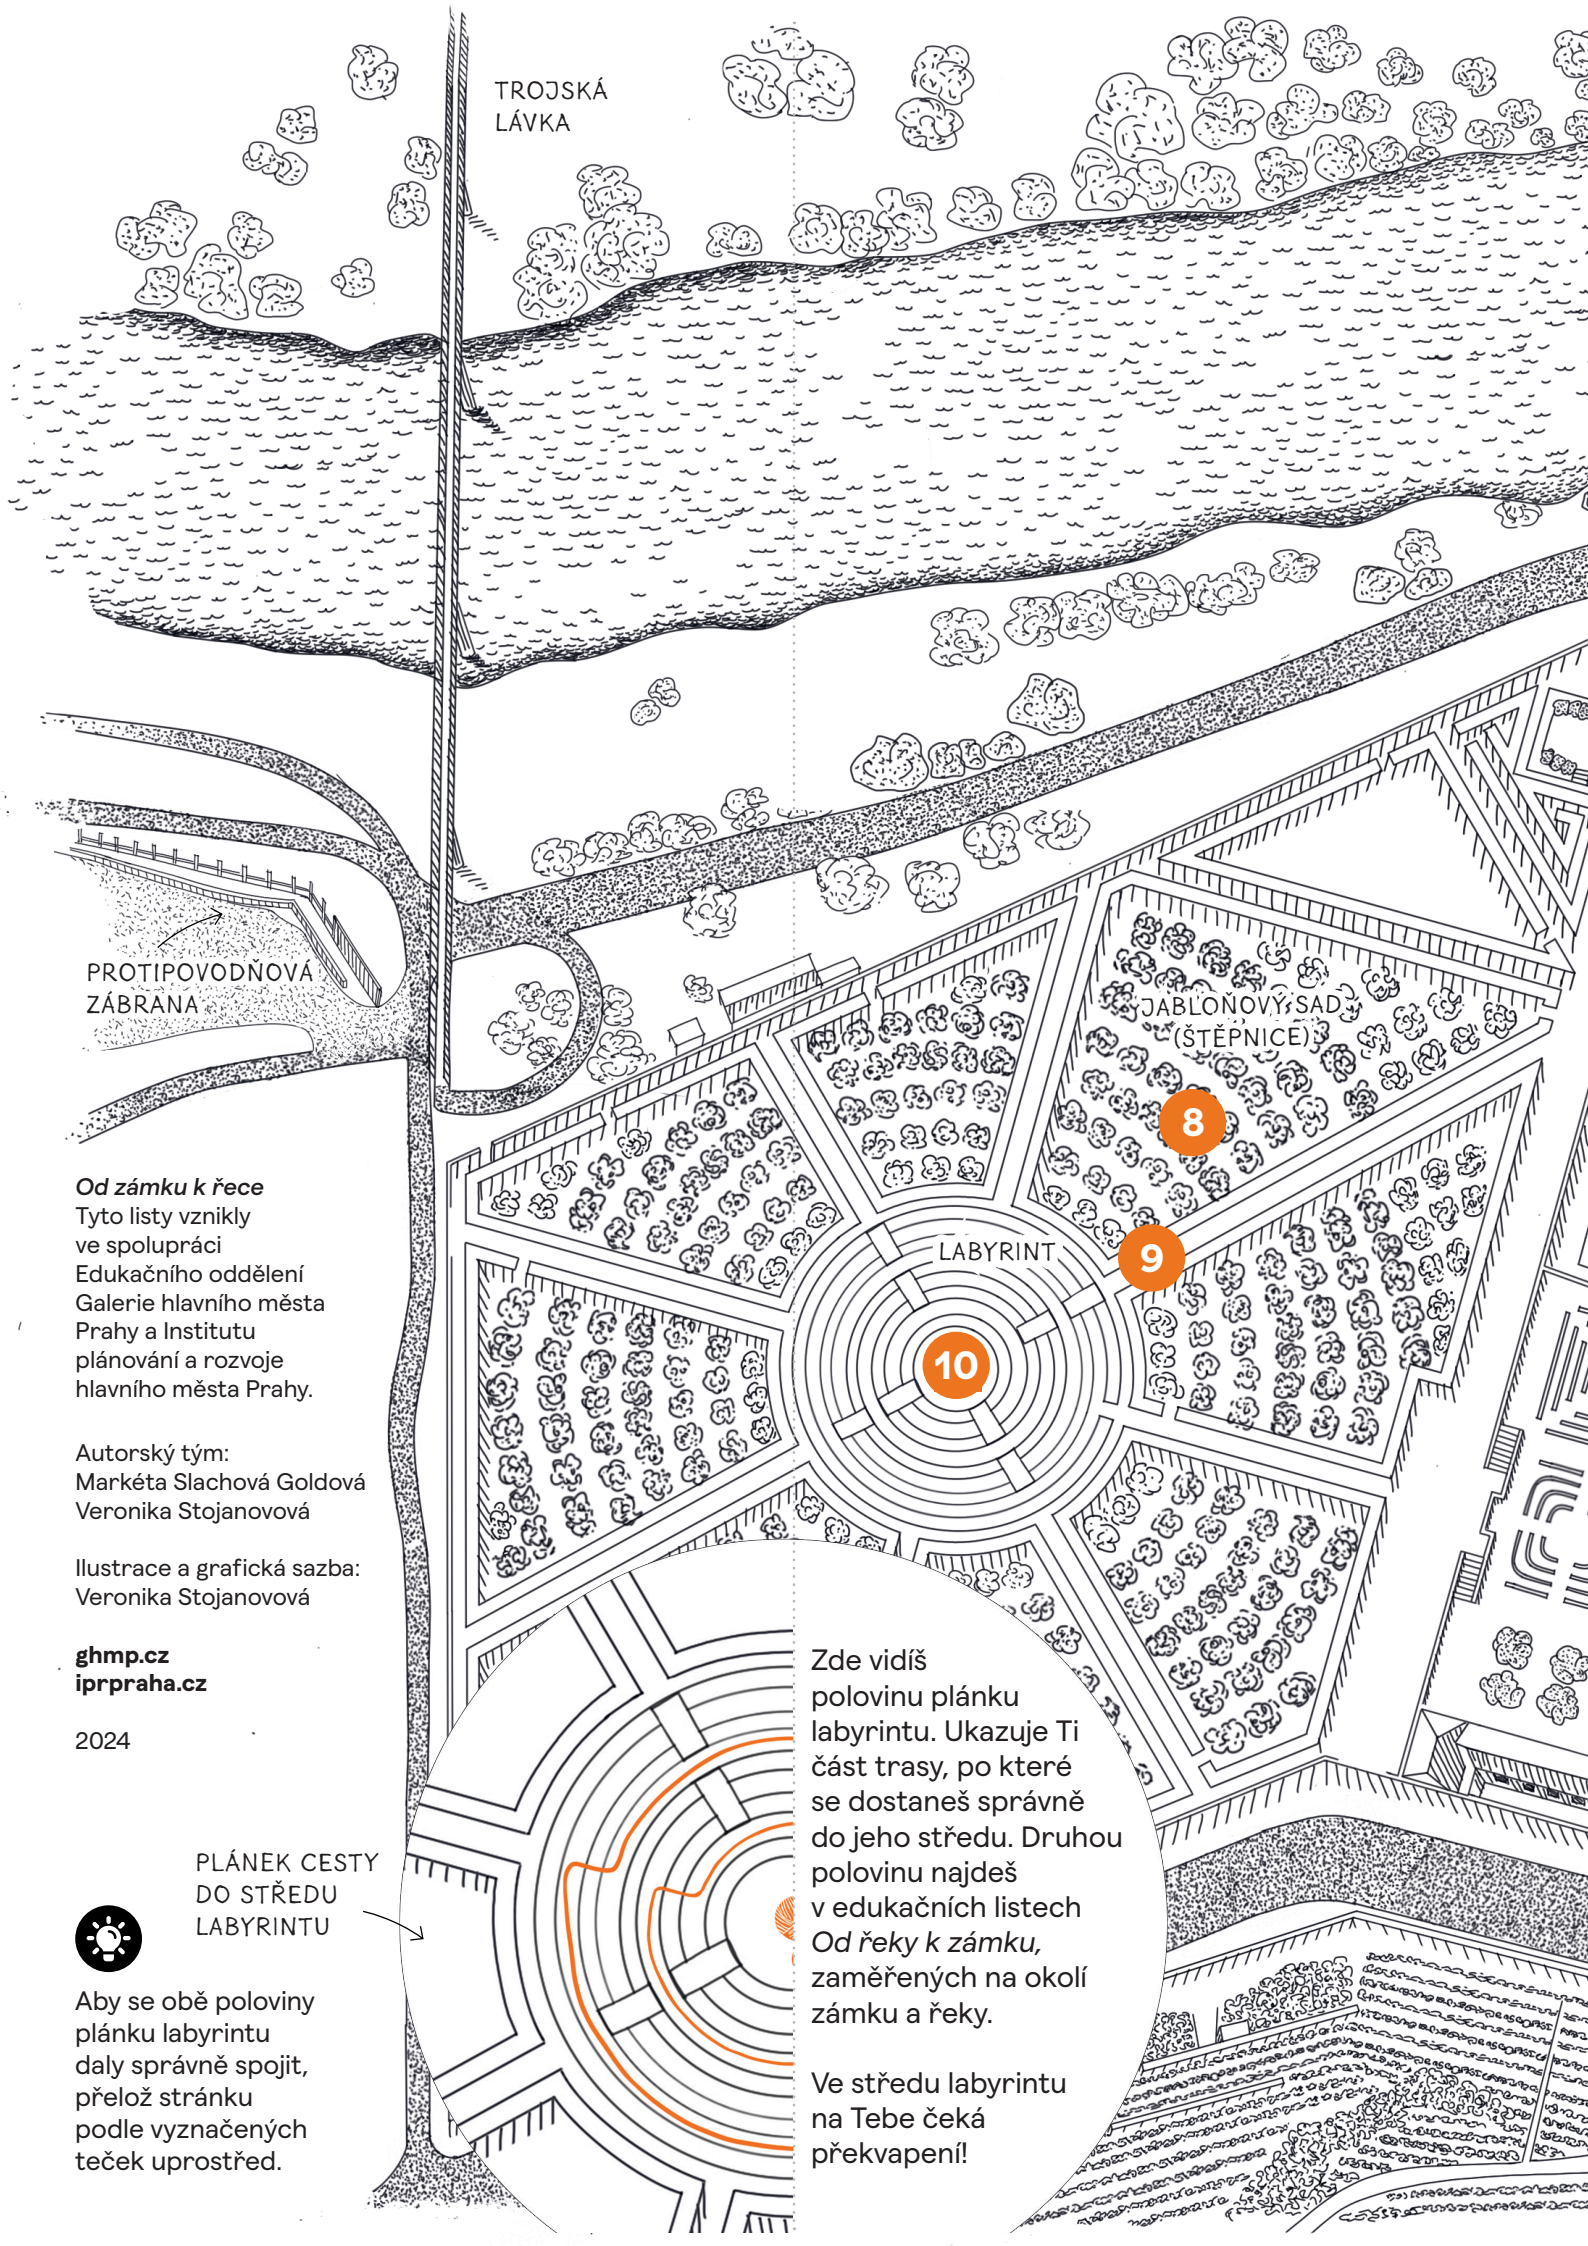 TROJSKÁ
LÁVKA
PROTIPOVODŇOVÁ
ZÁBRANA
JABLOŇOVÝ SAD
(ŠTĚPNICE)
8
LABYRINT
9
10
Od zámku k řece
Tyto listy vznikly
ve spolupráci
Edukačního oddělení
Galerie hlavního města
Prahy a Institutu
plánování a rozvoje
hlavního města Prahy.
Autorský tým:
Markéta Slachová Goldová
Veronika Stojanovová
Ilustrace a grafická sazba:
Veronika Stojanovová
ghmp.cz
iprpraha.cz
2024
PLÁNEK CESTY
DO STŘEDU
LABYRINTU
Aby se obě poloviny
plánku labyrintu
daly správně spojit,
přelož stránku
podle vyznačených
teček uprostřed.
Zde vidíš
polovinu plánku
labyrintu. Ukazuje Ti
část trasy, po které
se dostaneš správně
do jeho středu. Druhou
polovinu najdeš
v edukačních listech
Od řeky k zámku,
zaměřených na okolí
zámku a řeky.
Ve středu labyrintu
na Tebe čeká
překvapení!